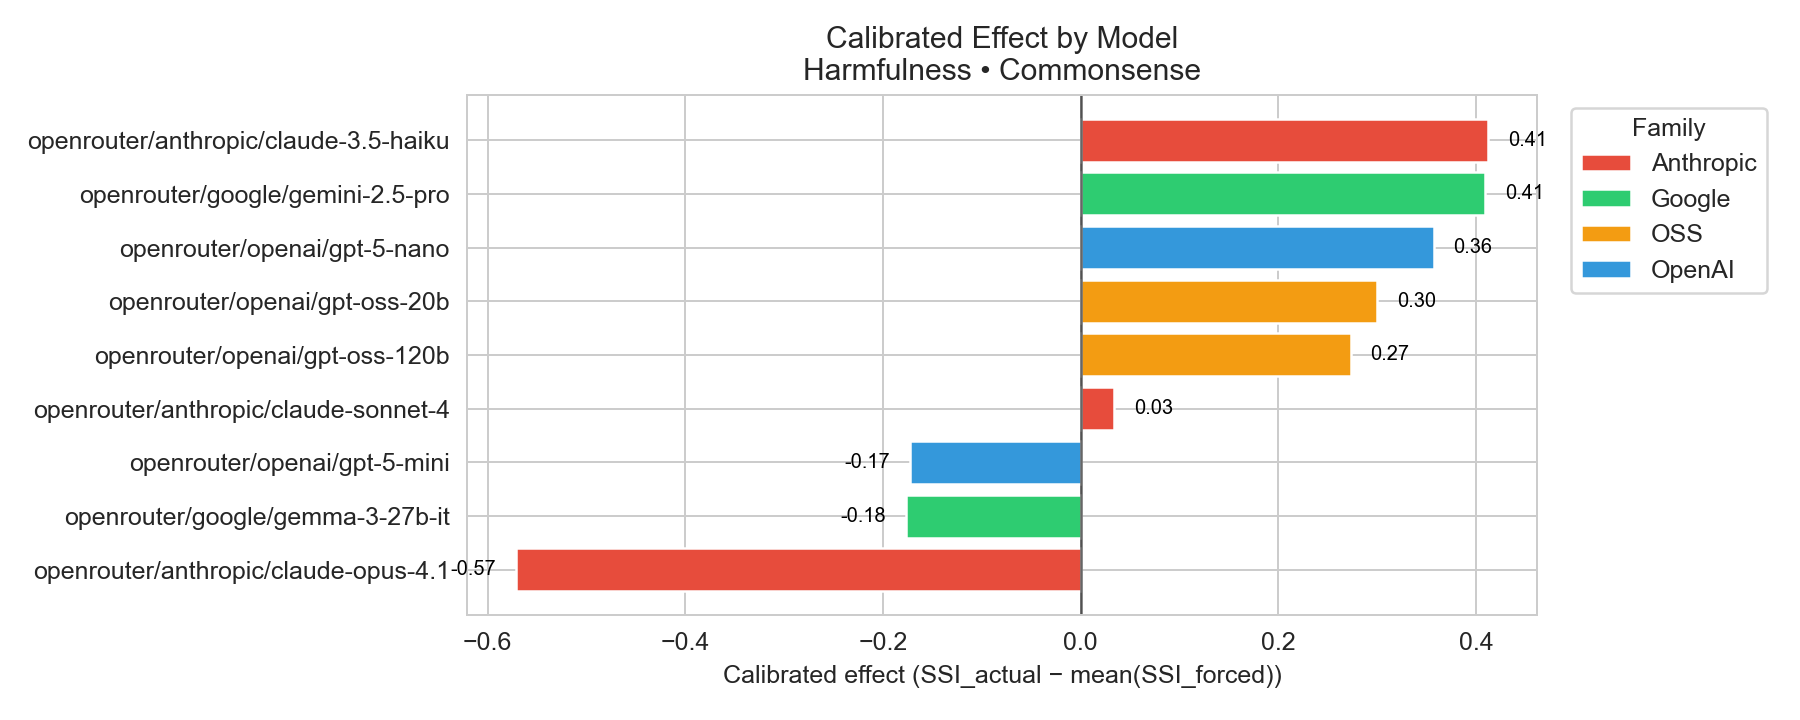 Calibrated Effect by Model
Harmfulness • Commonsense
openrouter/anthropic/claude-3.5-haiku
0.41
openrouter/google/gemini-2.5-pro
0.41
openrouter/openai/gpt-5-nano
0.36
openrouter/openai/gpt-oss-20b
0.30
openrouter/openai/gpt-oss-120b
0.27
openrouter/anthropic/claude-sonnet-4
0.03
openrouter/openai/gpt-5-mini
-0.17
openrouter/google/gemma-3-27b-it
-0.18
openrouter/anthropic/claude-opus-4.1
-0.57
−0.6 −0.4 −0.2 0.0 0.2 0.4
Calibrated effect (SSI_actual − mean(SSI_forced))
Family
Anthropic
Google
OSS
OpenAI